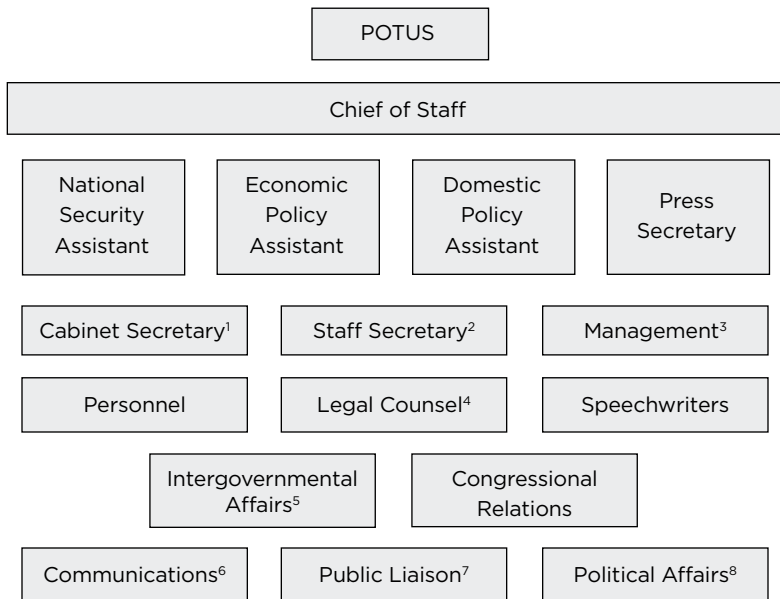 POTUS
Chief of Staff
National
Security
Assistant
Economic
Policy
Assistant
Domestic
Policy
Assistant
Press
Secretary
Cabinet Secretary¹
Staff Secretary²
Management³
Personnel
Legal Counsel⁴
Speechwriters
Intergovernmental
Affairs⁵
Congressional
Relations
Communications⁶
Public Liaison⁷
Political Affairs⁸